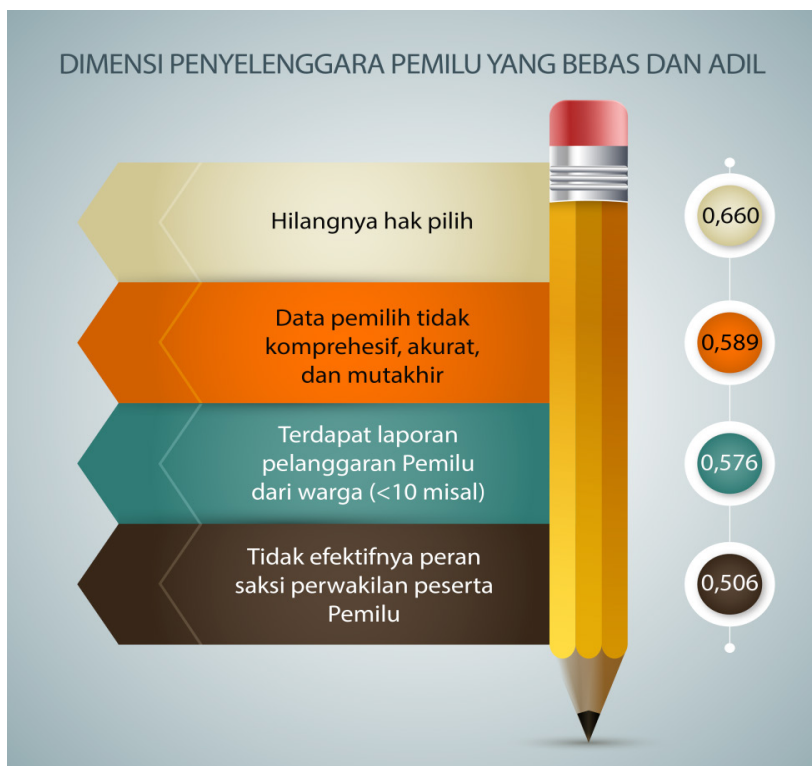 DIMENSI PENYELENGGARA PEMILU YANG BEBAS DAN ADIL
Hilangnya hak pilih
0,660
Data pemilih tidak
komprehesif, akurat,
dan mutakhir
0,589
Terdapat laporan
pelanggaran Pemilu
dari warga (<10 misal)
0,576
Tidak efektifnya peran
saksi perwakilan peserta
Pemilu
0,506